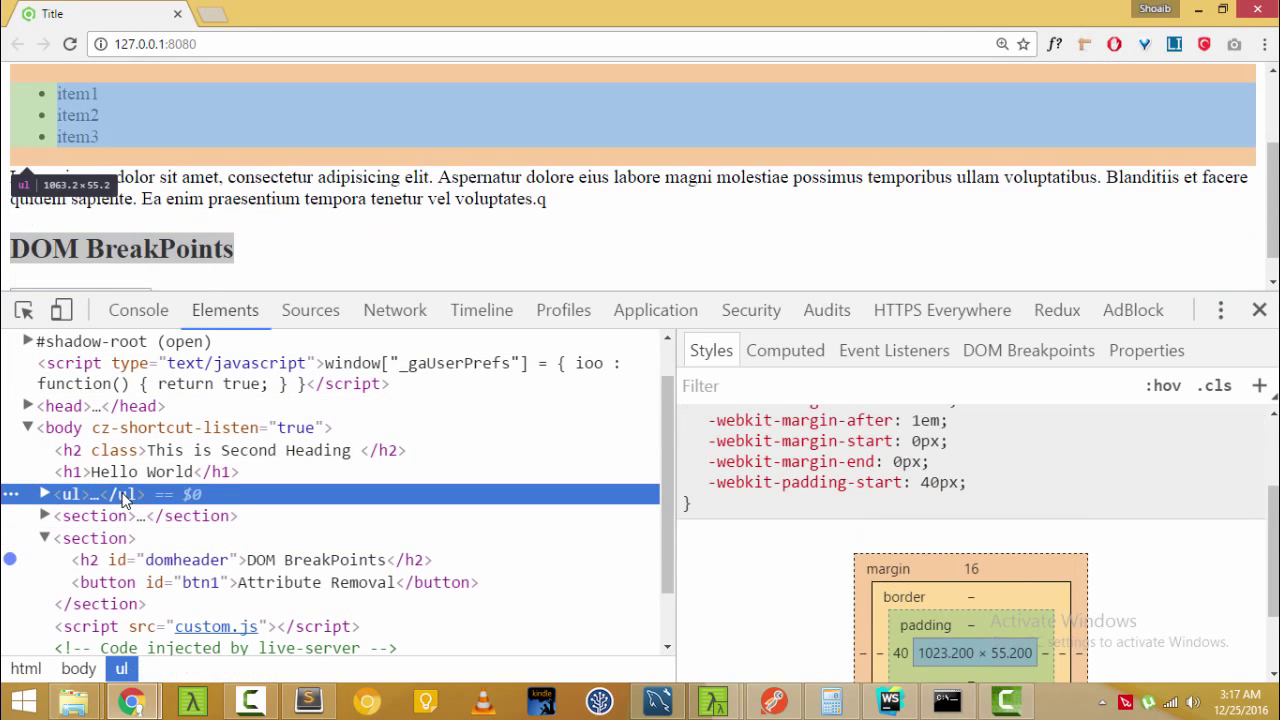 Title
Shoaib
127.0.0.1:8080
f?
LI
item1
item2
item3
dolor sit amet, consectetur adipisicing elit. Aspernatur dolore eius labore magni molestiae possimus temporibus ullam voluptatibus. Blanditiis et facere
ul 1063.2×55.2
quidem sapiente. Ea enim praesentium tempora tenetur vel voluptates.q
DOM BreakPoints
Console Elements Sources Network Timeline Profiles Application Security Audits HTTPS Everywhere Redux AdBlock
#shadow-root (open)
<script type="text/javascript">window["_gaUserPrefs"] = { ioo :
function() { return true; } }</script>
<head>…</head>
<body cz-shortcut-listen="true">
<h2 class>This is Second Heading </h2>
<h1>Hello World</h1>
<ul>…</ul> == $0
<section>…</section>
<section>
<h2 id="domheader">DOM BreakPoints</h2>
<button id="btn1">Attribute Removal</button>
</section>
<script src="custom.js"></script>
<!-- Code injected by live-server -->
html body ul
Styles Computed Event Listeners DOM Breakpoints Properties
Filter :hov .cls +
-webkit-margin-after: 1em;
-webkit-margin-start: 0px;
-webkit-margin-end: 0px;
-webkit-padding-start: 40px;
}
margin 16
border –
padding –
– – 40 1023.200 × 55.200 – – –
Activate Windows
settings to activate Windows.
kindle
WS
3:17 AM
12/25/2016